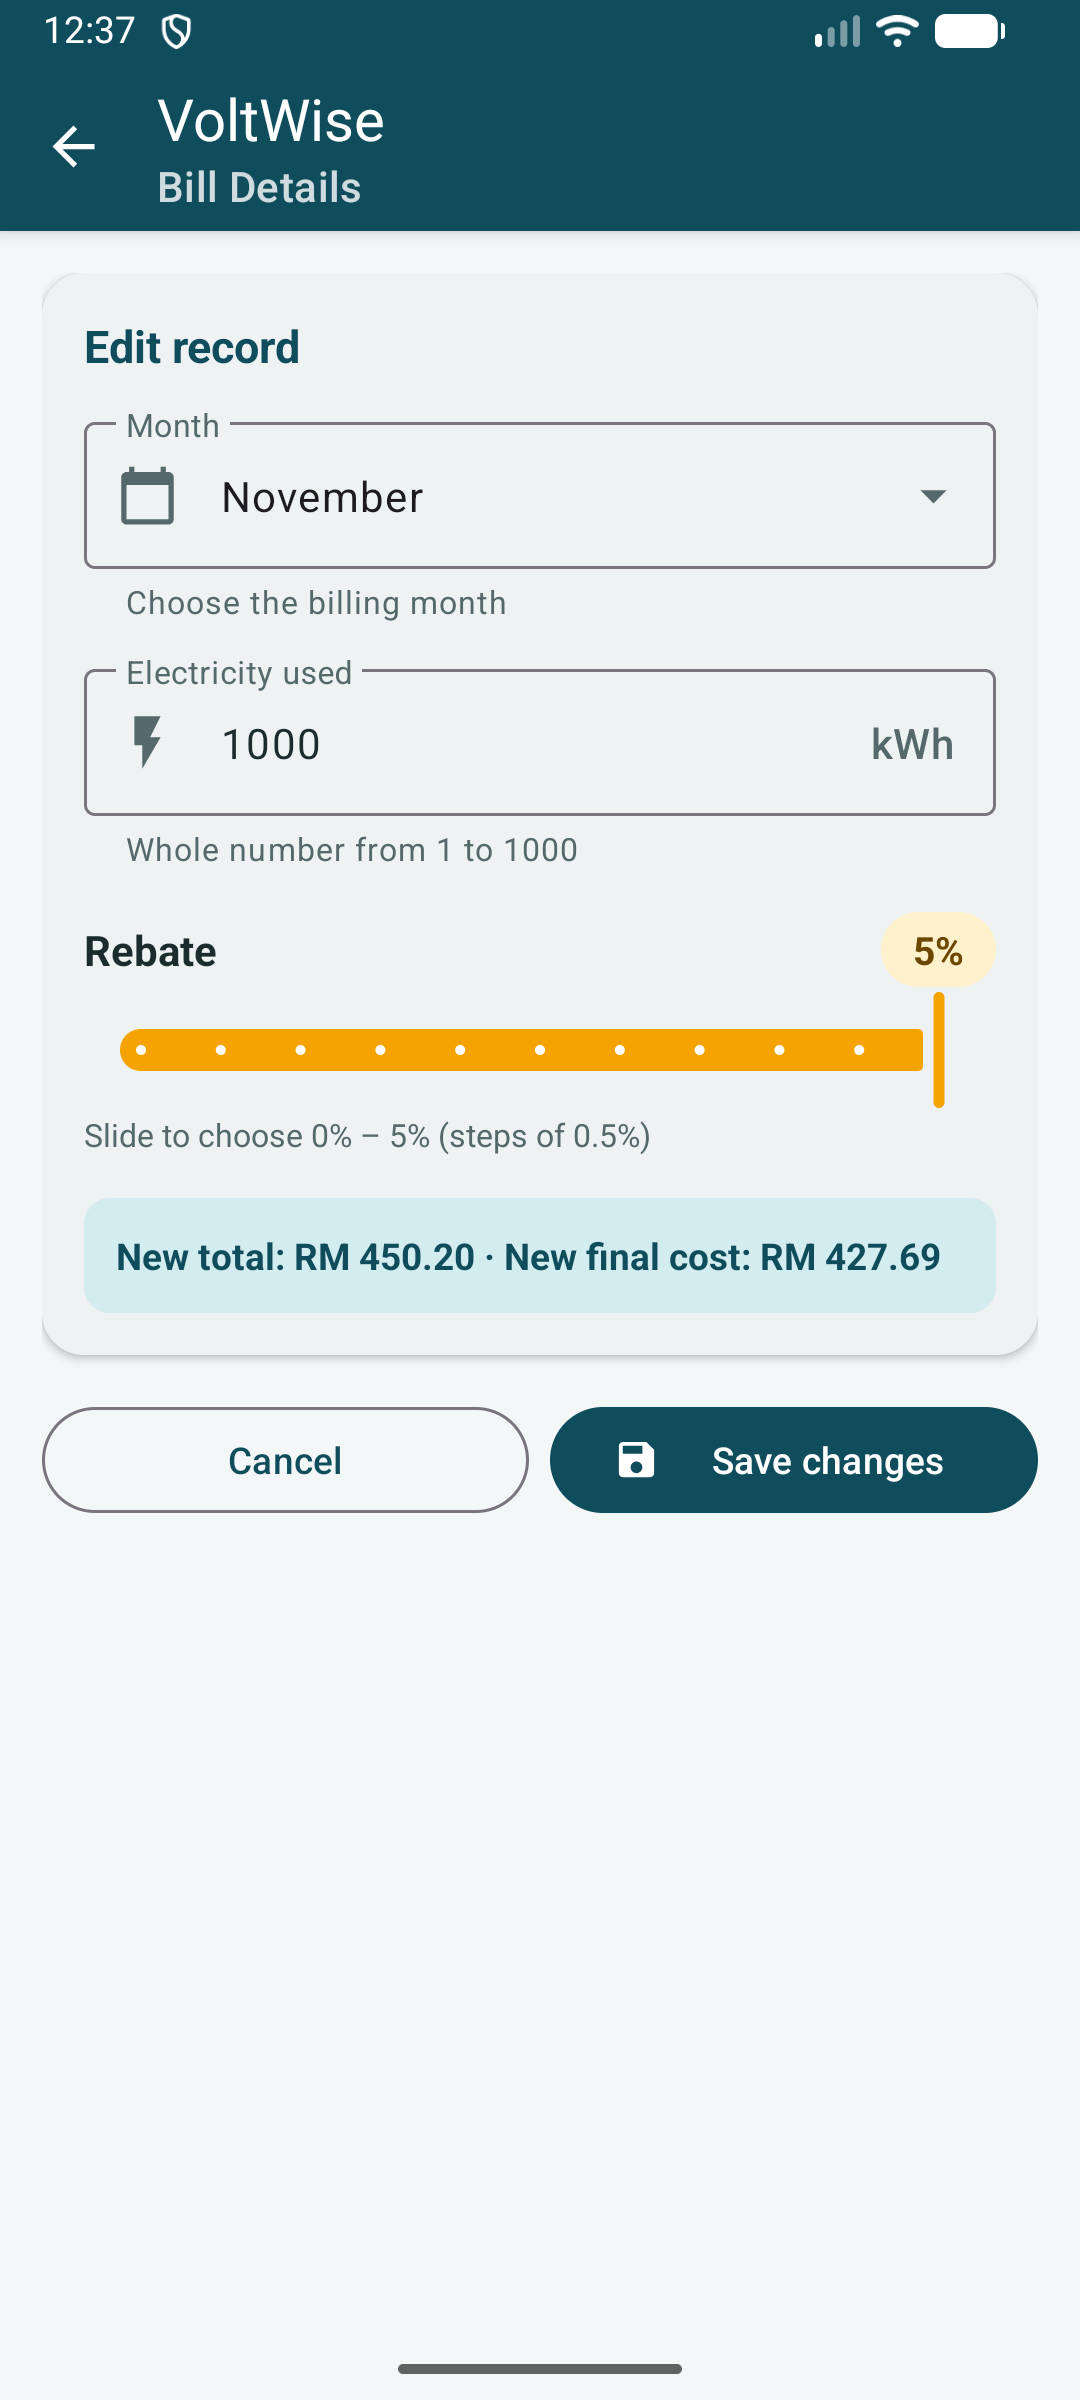 12:37
VoltWise
Bill Details
Edit record
Month
November
Choose the billing month
Electricity used
1000 kWh
Whole number from 1 to 1000
Rebate 5%
Slide to choose 0% – 5% (steps of 0.5%)
New total: RM 450.20 · New final cost: RM 427.69
Cancel Save changes